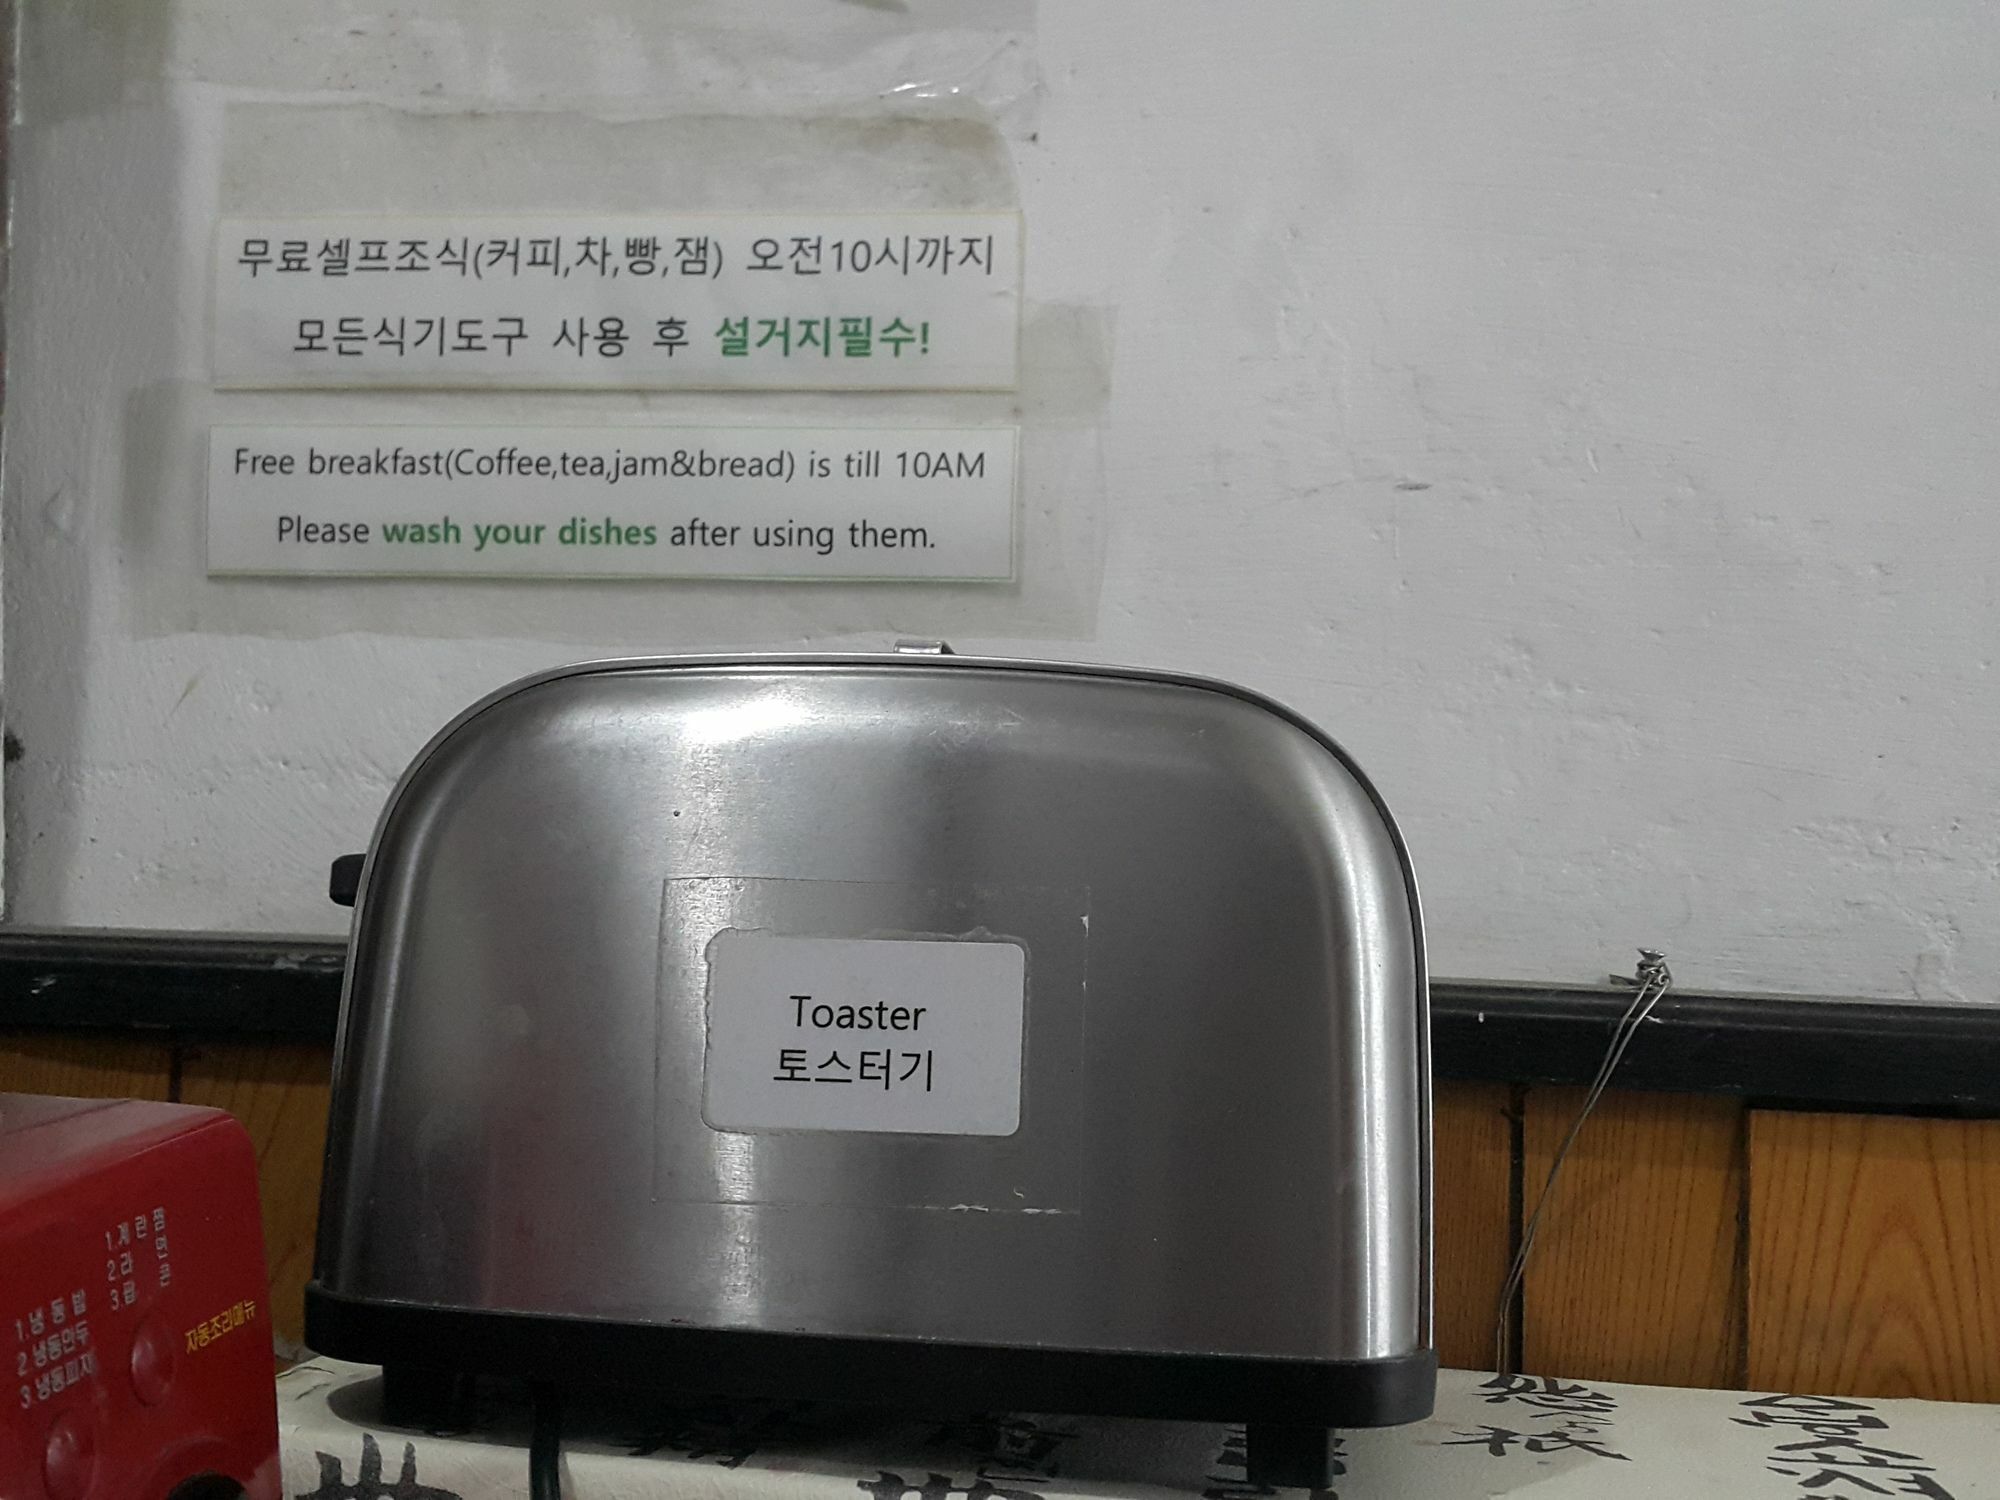 무료셀프조식(커피,차,빵,잼) 오전10시까지
모든식기도구 사용 후 설거지필수!
Free breakfast(Coffee,tea,jam&bread) is till 10AM
Please wash your dishes after using them.
Toaster
토스터기
1.계란찜
2.라면
3.팝콘
1.냉동밥
2 냉동만두
3 냉동피자
자동조리메뉴